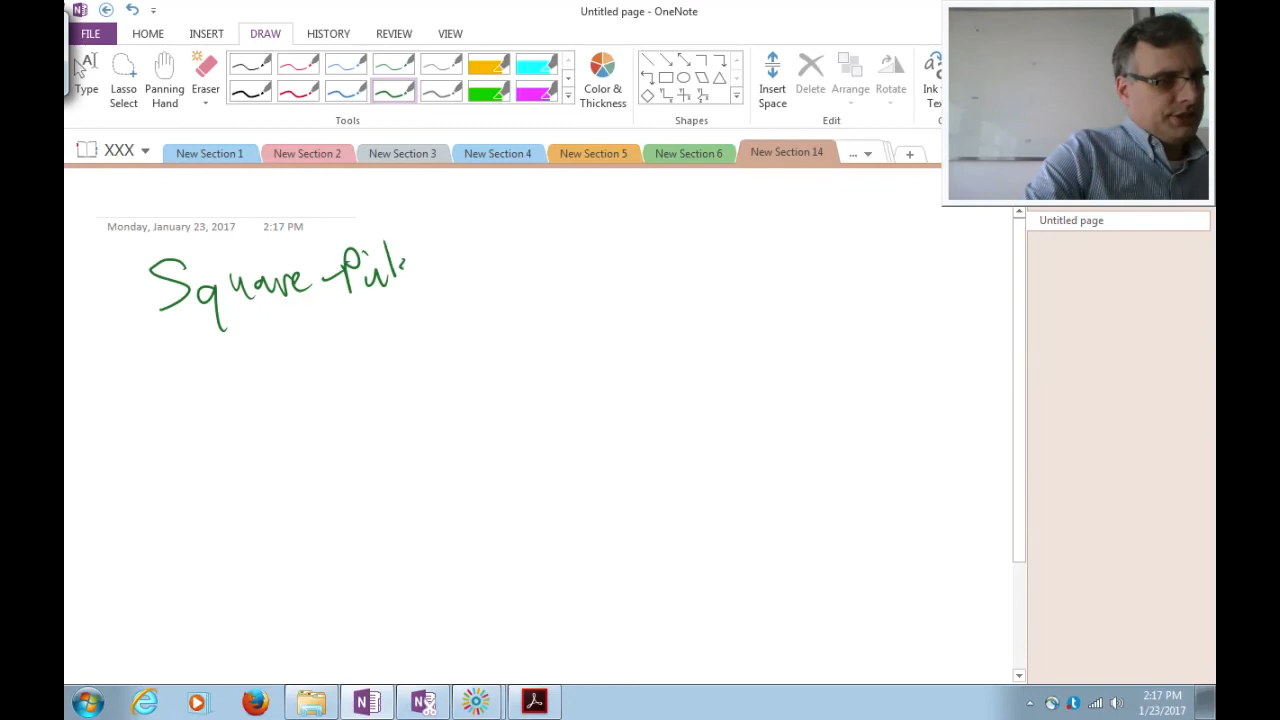 Untitled page - OneNote
FILE HOME INSERT DRAW HISTORY REVIEW VIEW
Type Lasso Select Panning Hand Eraser Color & Thickness Insert Space Delete Arrange Rotate Ink to
Tools Shapes Edit
XXX New Section 1 New Section 2 New Section 3 New Section 4 New Section 5 New Section 6 New Section 14 ...
Untitled page
Monday, January 23, 2017 2:17 PM
Square
2:17 PM
1/23/2017